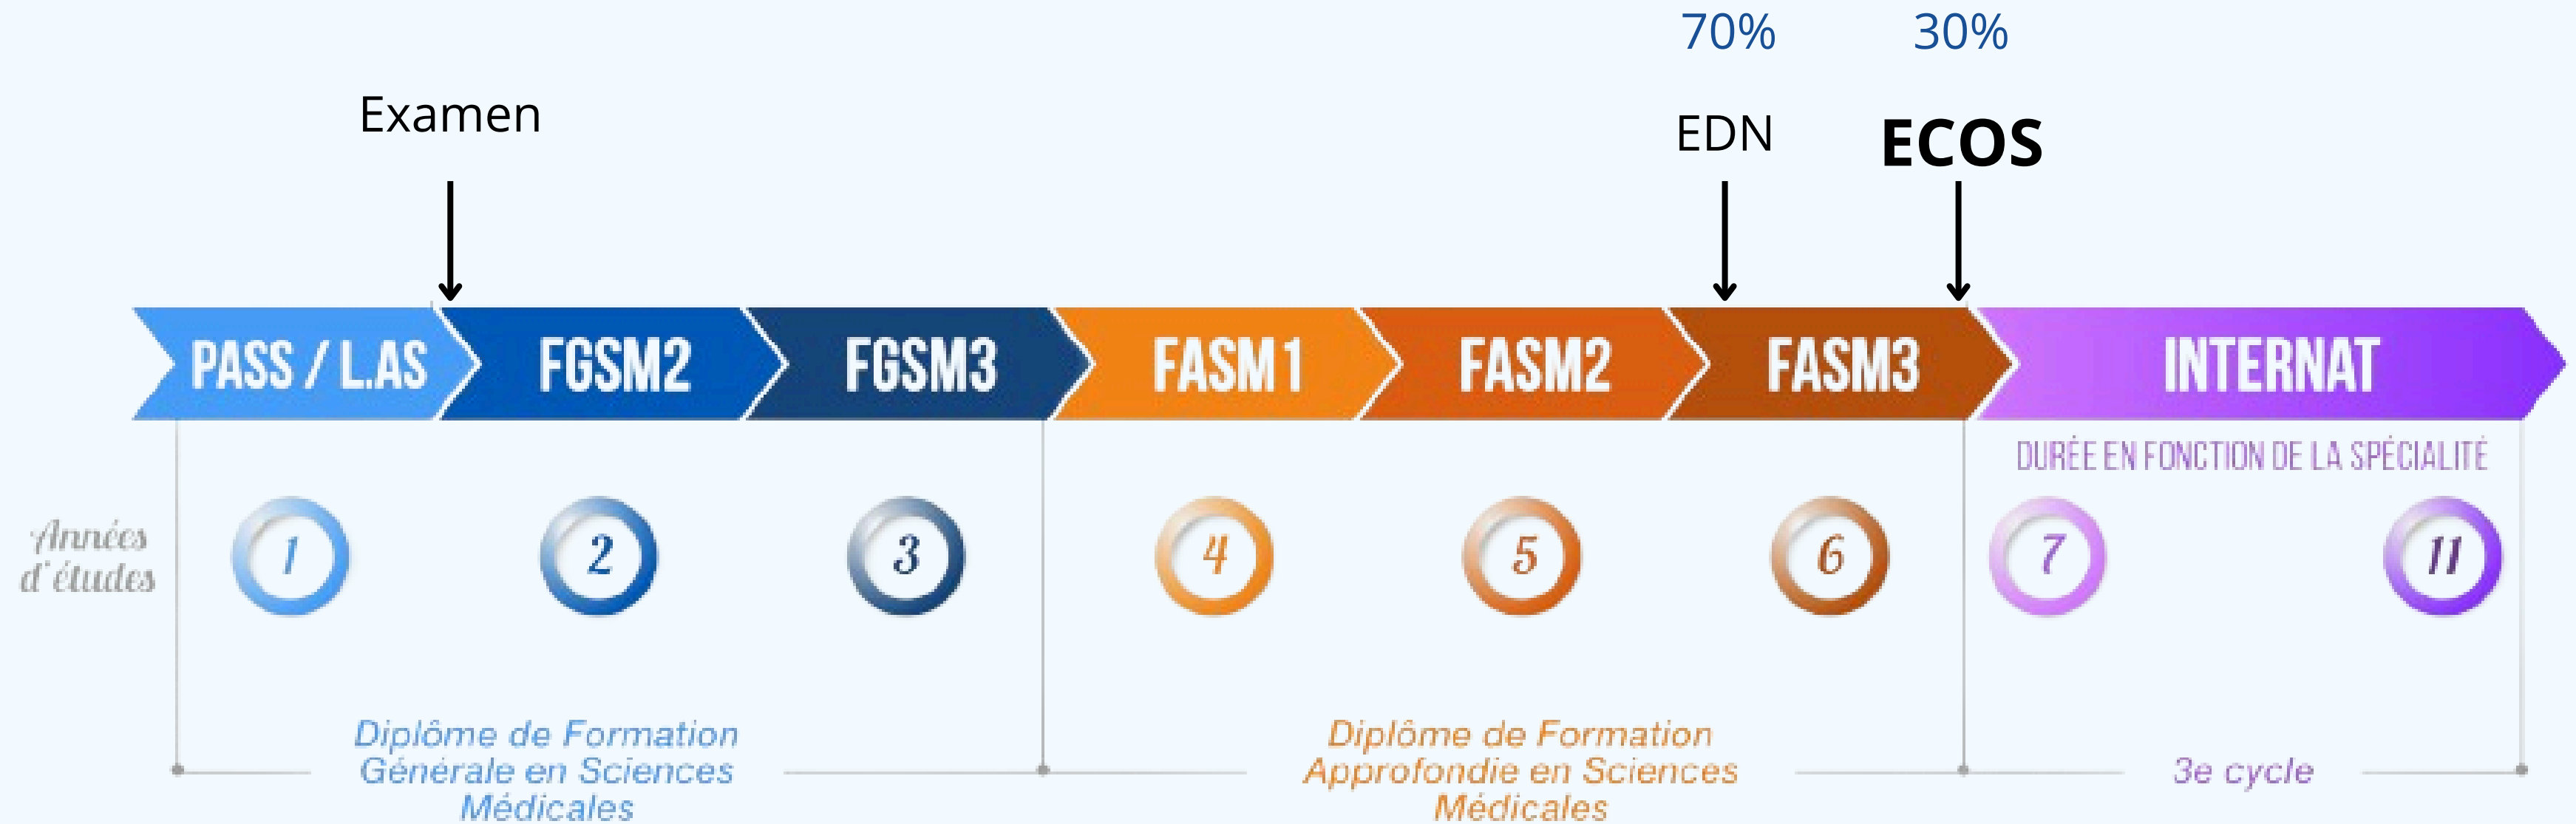 70% 30%
Examen
EDN ECOS
PASS / L.AS FGSM2 FGSM3 FASM1 FASM2 FASM3 INTERNAT
DURÉE EN FONCTION DE LA SPÉCIALITÉ
Années
d'études
1 2 3 4 5 6 7 11
Diplôme de Formation
Générale en Sciences
Médicales
Diplôme de Formation
Approfondie en Sciences
Médicales
3e cycle